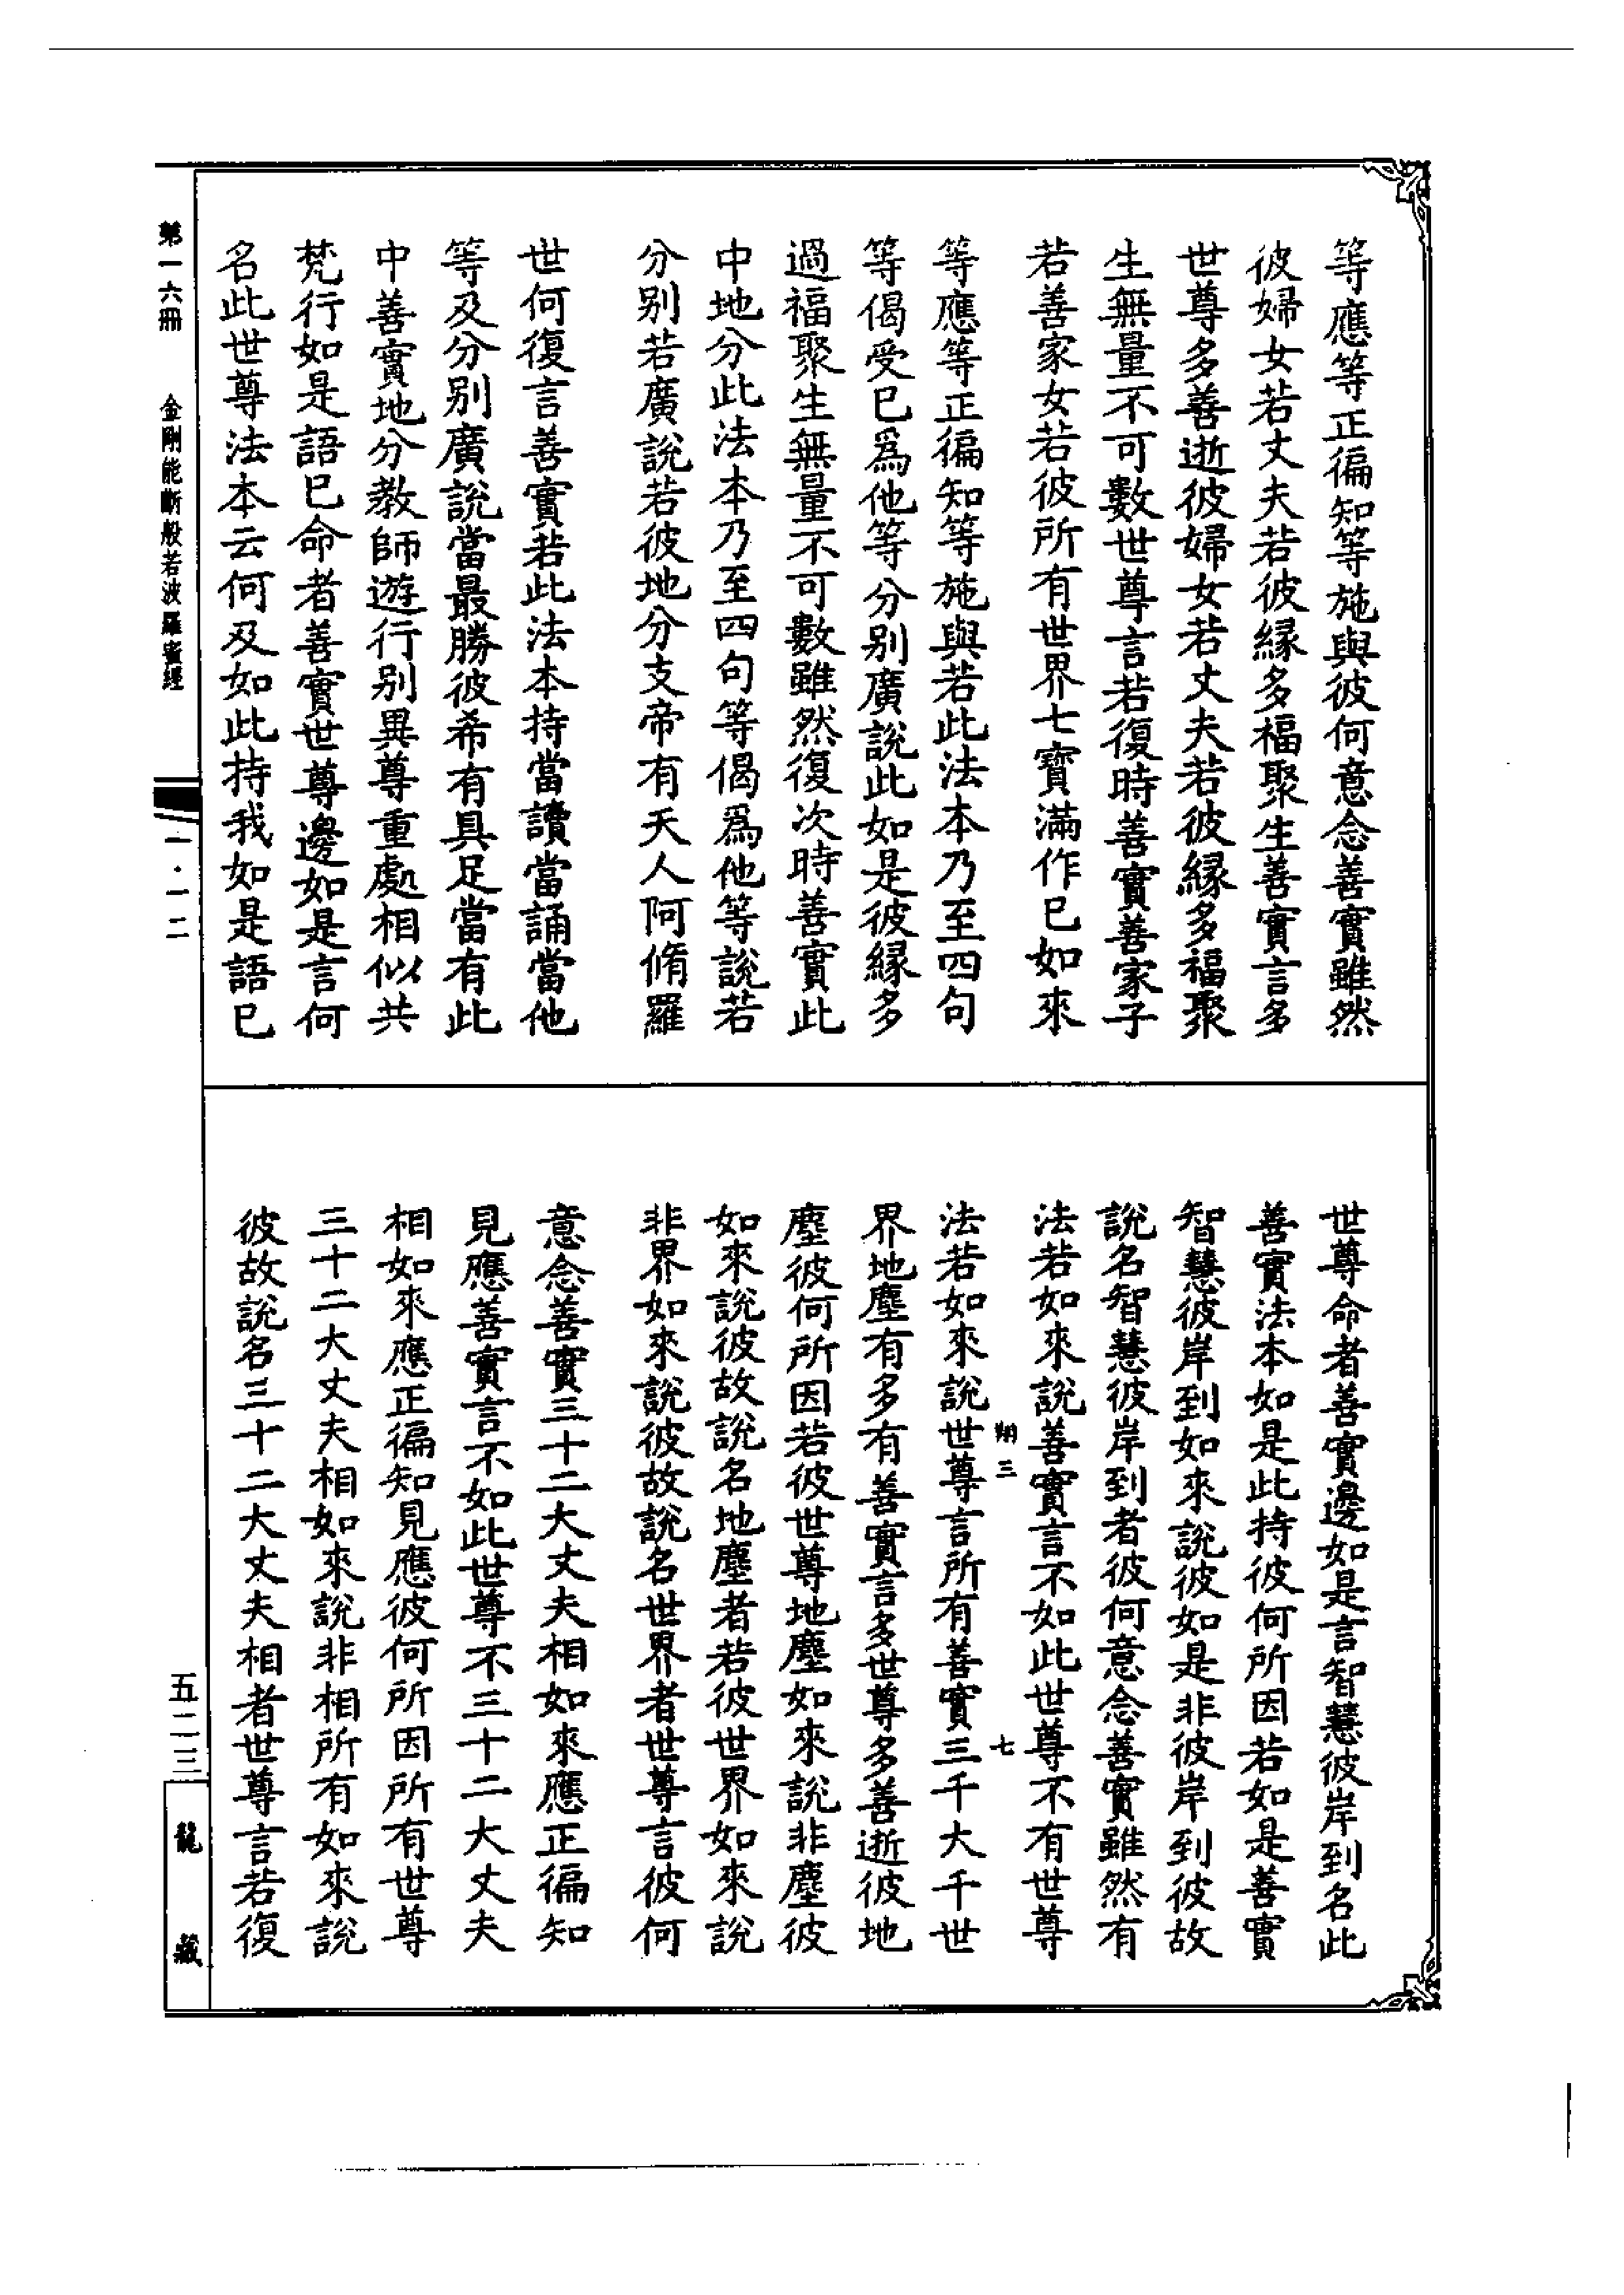 等應等正徧知等施與彼何意念善實雖然
彼婦女若丈夫若彼緣多福聚生善實言多
世尊多善逝彼婦女若丈夫若彼緣多福聚
生無量不可數世尊言若復時善實善家子
若善家女若彼所有世界七寶滿作已如來
等應等正徧知等施與若此法本乃至四句
等偈受已爲他等分别廣說此如是彼緣多
過福聚生無量不可數雖然復次時善實此
中地分此法本乃至四句等偈爲他等說若
分别若廣說若彼地分支帝有天人阿脩羅
世何復言善實若此法本持當讀當誦當他
等及分别廣說當最勝彼希有具足當有此
中善實地分教師遊行别異尊重處相似共
梵行如是語已命者善實世尊邊如是言何
名此世尊法本云何及如此持我如是語已
世尊命者善實邊如是言智慧彼岸到名此
善實法本如是此持彼何所因若如是善實
智慧彼岸到如來說彼如是非彼岸到彼故
說名智慧彼岸到者彼何意念善實雖然有
法若如來說善實言不如此世尊不有世尊
翔三 七
法若如來說世尊言所有善實三千大千世
界地塵有多有善實言多世尊多善逝彼地
塵彼何所因若彼世尊地塵如來說非塵彼
如來說彼故說名地塵者若彼世界如來說
非界如來說彼故說名世界者世尊言彼何
意念善實三十二大丈夫相如來應正徧知
見應善實言不如此世尊不三十二大丈夫
相如來應正徧知見應彼何所因所有世尊
三十二大丈夫相如來說非相所有如來說
彼故說名三十二大丈夫相者世尊言若復
第一六冊 金剛能斷般若波羅蜜經 一·一二 五二三 龍藏